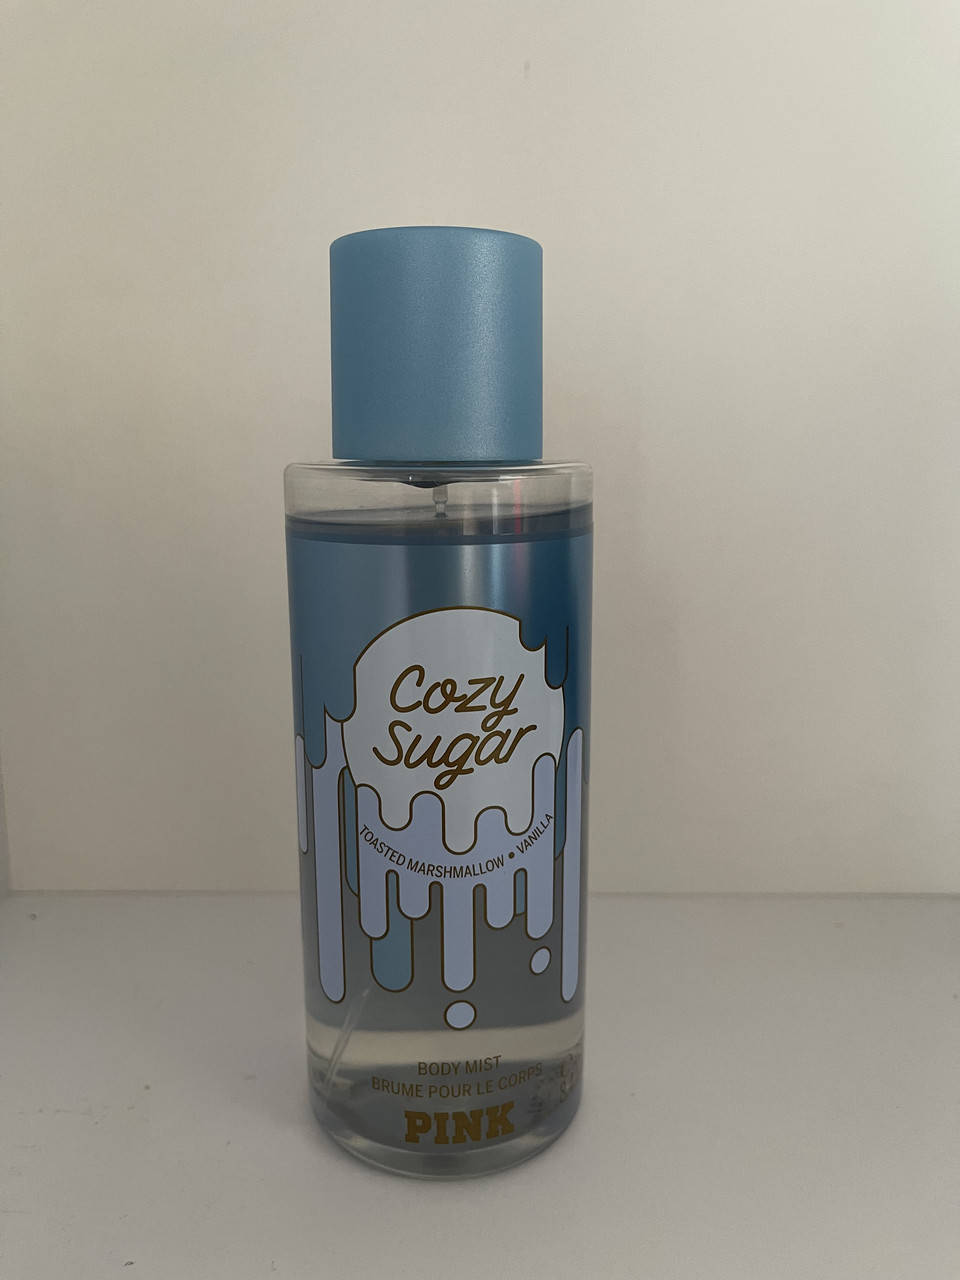 Cozy
Sugar
TOASTED MARSHMALLOW • VANILLA
BODY MIST
BRUME POUR LE CORPS
PINK